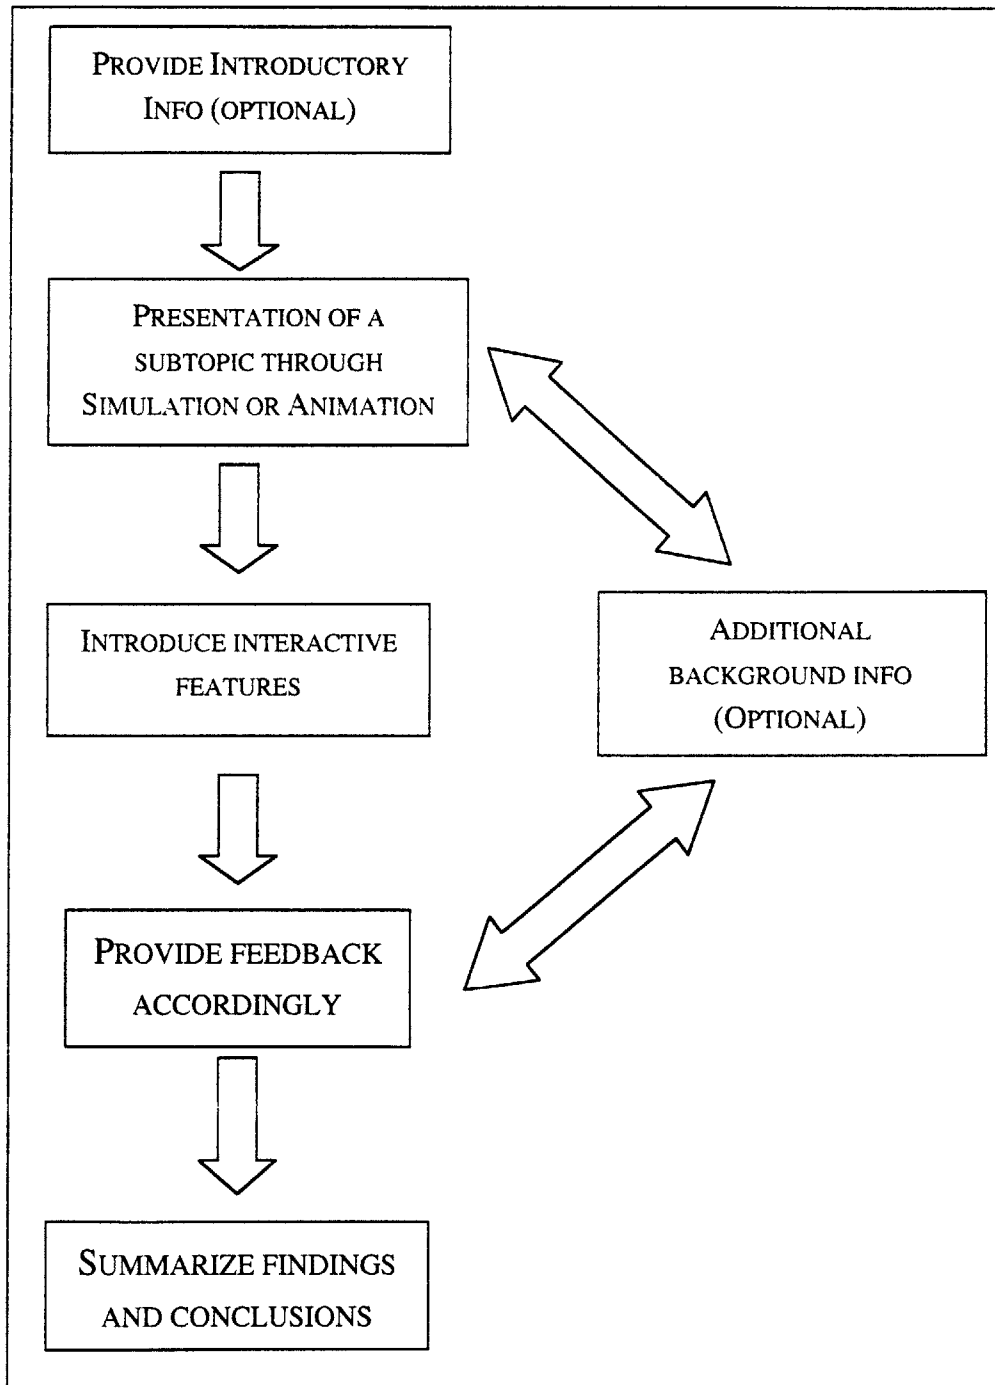 PROVIDE INTRODUCTORY
INFO (OPTIONAL)
PRESENTATION OF A
SUBTOPIC THROUGH
SIMULATION OR ANIMATION
INTRODUCE INTERACTIVE
FEATURES
ADDITIONAL
BACKGROUND INFO
(OPTIONAL)
PROVIDE FEEDBACK
ACCORDINGLY
SUMMARIZE FINDINGS
AND CONCLUSIONS